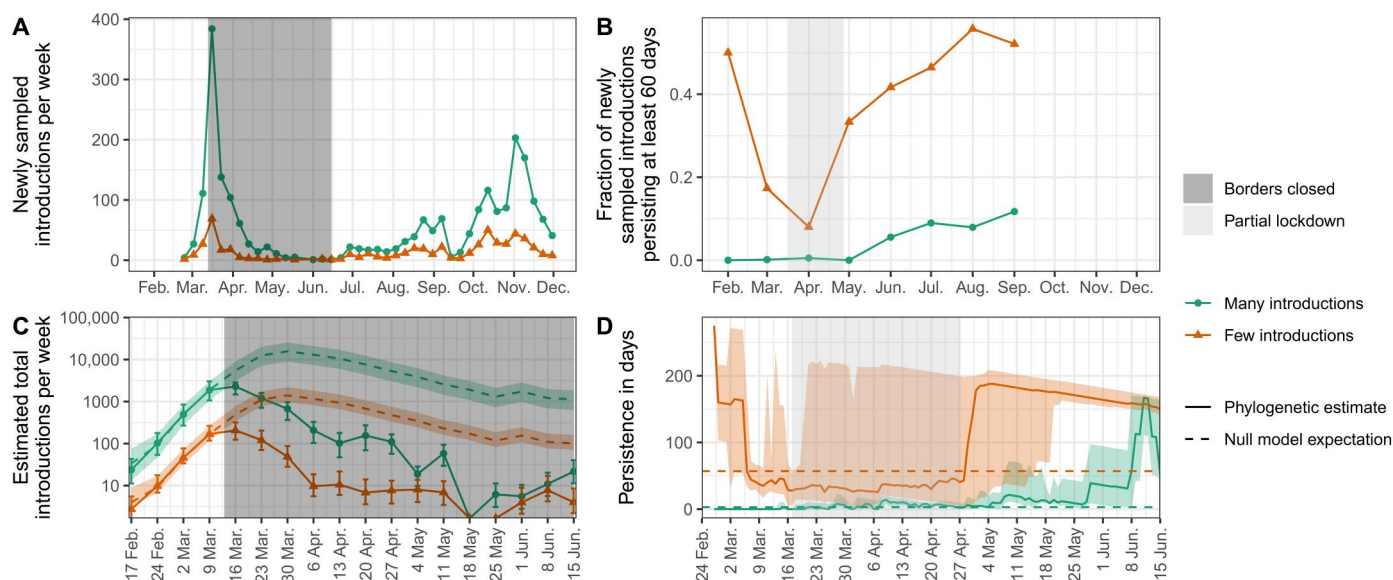 A
Newly sampled
introductions per week
400
300
200
100
0
Feb. Mar. Apr. May. Jun. Jul. Aug. Sep. Oct. Nov. Dec.
B
Fraction of newly
sampled introductions
persisting at least 60 days
0.4
0.2
0.0
Feb. Mar. Apr. May. Jun. Jul. Aug. Sep. Oct. Nov. Dec.
C
Estimated total
introductions per week
100,000
10,000
1000
100
10
17 Feb.
24 Feb.
2 Mar.
9 Mar.
16 Mar.
23 Mar.
30 Mar.
6 Apr.
13 Apr.
20 Apr.
27 Apr.
4 May
11 May
18 May
25 May
1 Jun.
8 Jun.
15 Jun.
D
Persistence in days
200
100
0
24 Feb.
2 Mar.
9 Mar.
16 Mar.
23 Mar.
30 Mar.
6 Apr.
13 Apr.
20 Apr.
27 Apr.
4 May
11 May
18 May
25 May
1 Jun.
8 Jun.
15 Jun.
Borders closed
Partial lockdown
Many introductions
Few introductions
Phylogenetic estimate
Null model expectation